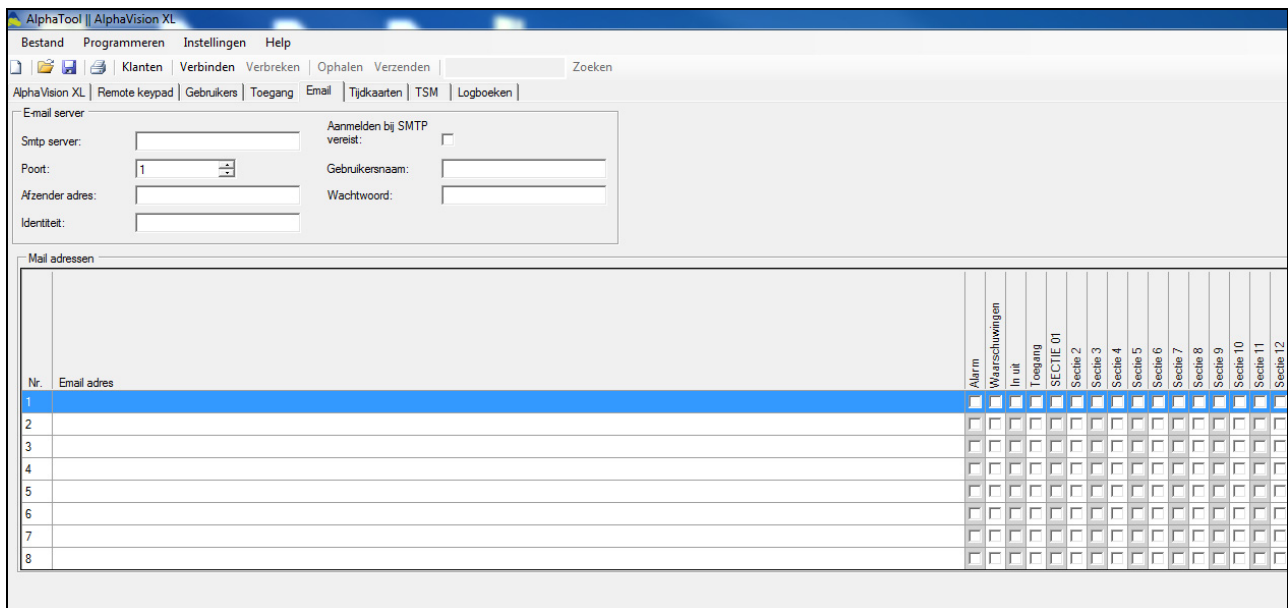 AlphaTool || AlphaVision XL
Bestand Programmeren Instellingen Help
Klanten Verbinden Verbreken Ophalen Verzenden Zoeken
AlphaVision XL Remote keypad Gebruikers Toegang Email Tijdkaarten TSM Logboeken
E-mail server
Smtp server:
Aanmelden bij SMTP
vereist:
Poort: 1
Gebruikersnaam:
Afzender adres:
Wachtwoord:
Identiteit:
Mail adressen
Nr. Email adres Alarm Waarschuwingen In uit Toegang SECTIE 01 Sectie 2 Sectie 3 Sectie 4 Sectie 5 Sectie 6 Sectie 7 Sectie 8 Sectie 9 Sectie 10 Sectie 11 Sectie 12
1
2
3
4
5
6
7
8